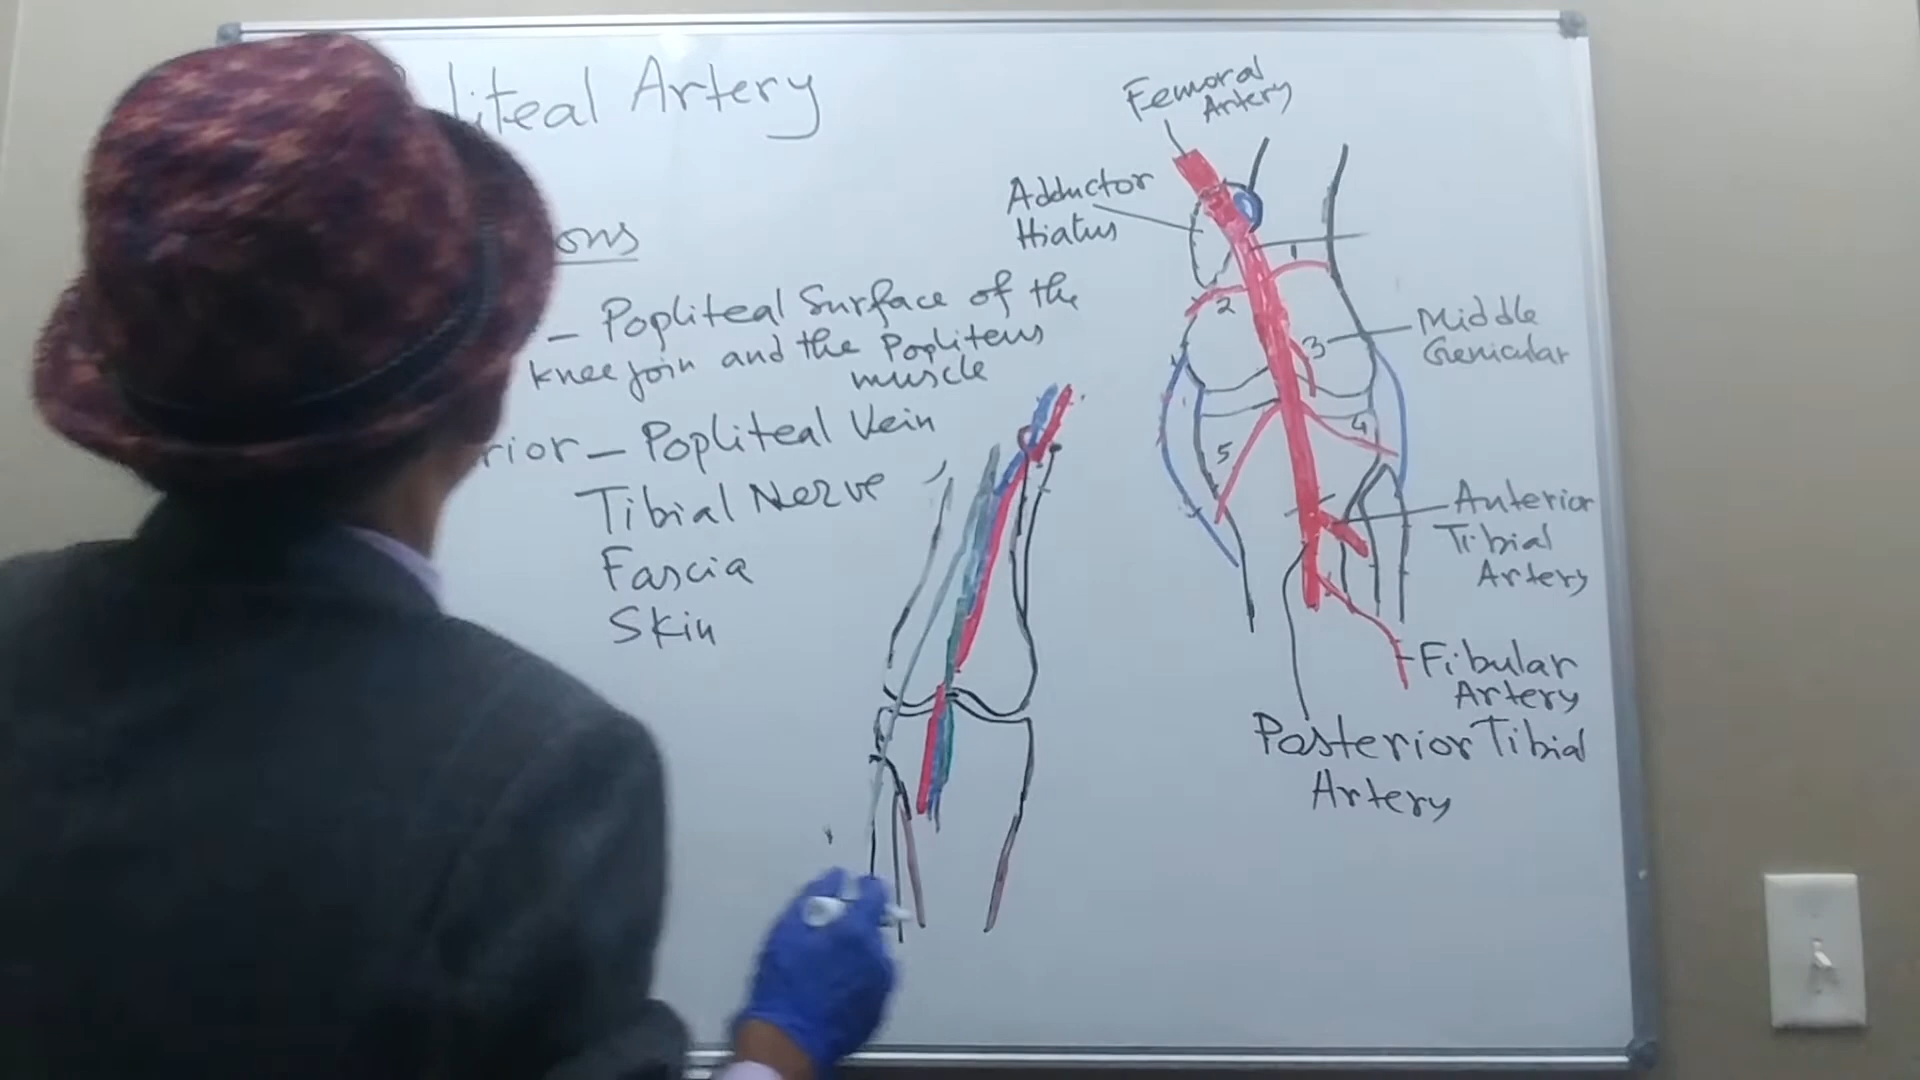 liteal Artery
ons
- Popliteal Surface of the
knee join and the Popliteus
muscle
rior - Popliteal Vein
Tibial Nerve
Fascia
Skin
Femoral
Artery
Adductor
Hiatus
1
2
3
Middle
Genicular
4
5
Anterior
Tibial
Artery
Fibular
Artery
Posterior Tibial
Artery